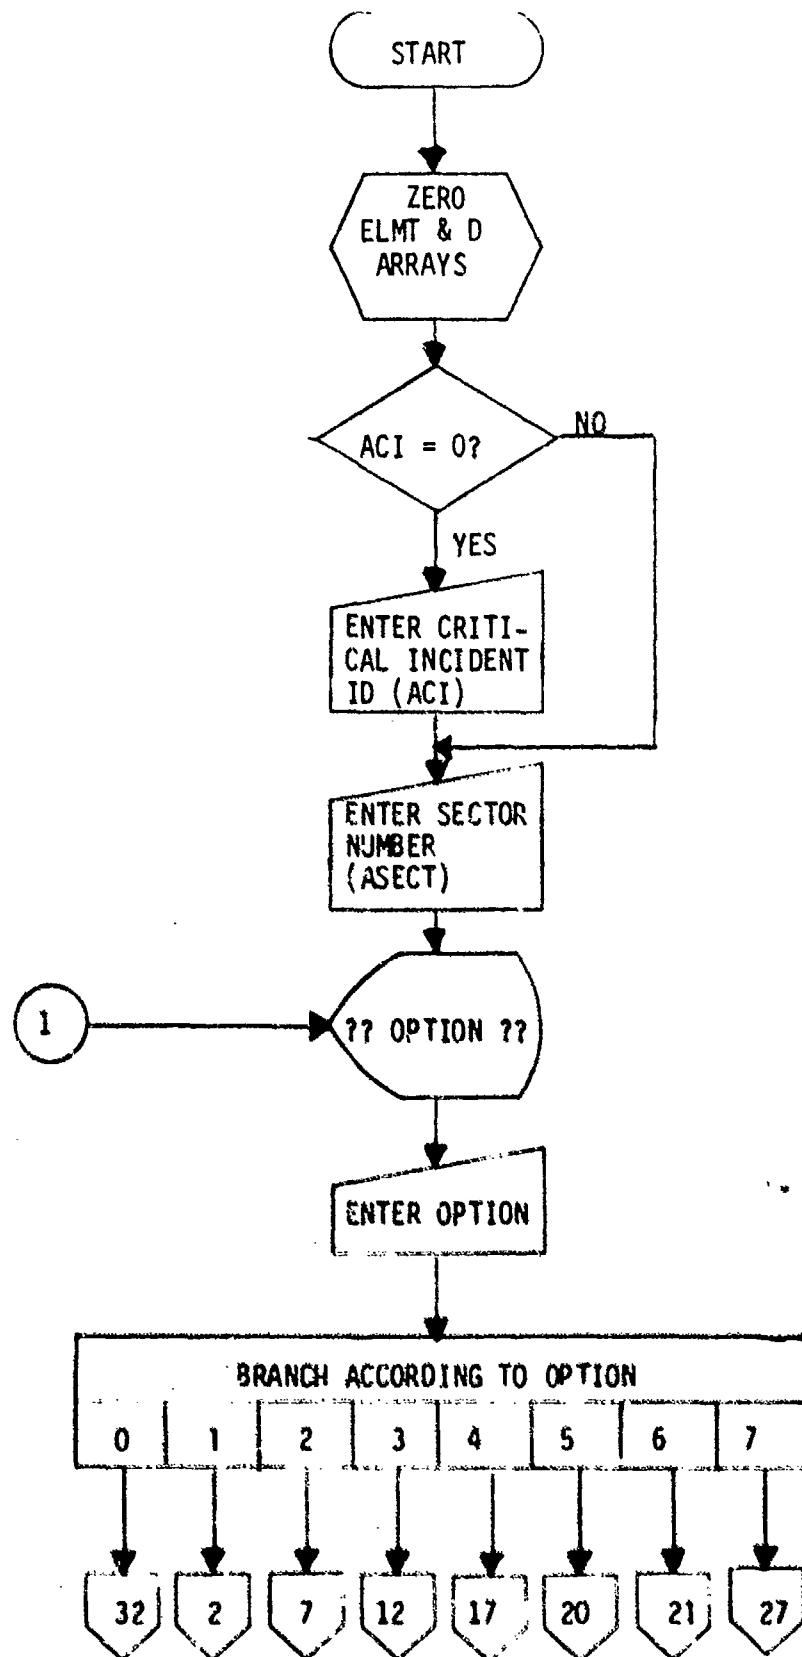 START
ZERO
ELMT & D
ARRAYS
ACI = 0?
NO
YES
ENTER CRITI-
CAL INCIDENT
ID (ACI)
ENTER SECTOR
NUMBER
(ASECT)
1
?? OPTION ??
ENTER OPTION
BRANCH ACCORDING TO OPTION
0 1 2 3 4 5 6 7
32 2 7 12 17 20 21 27